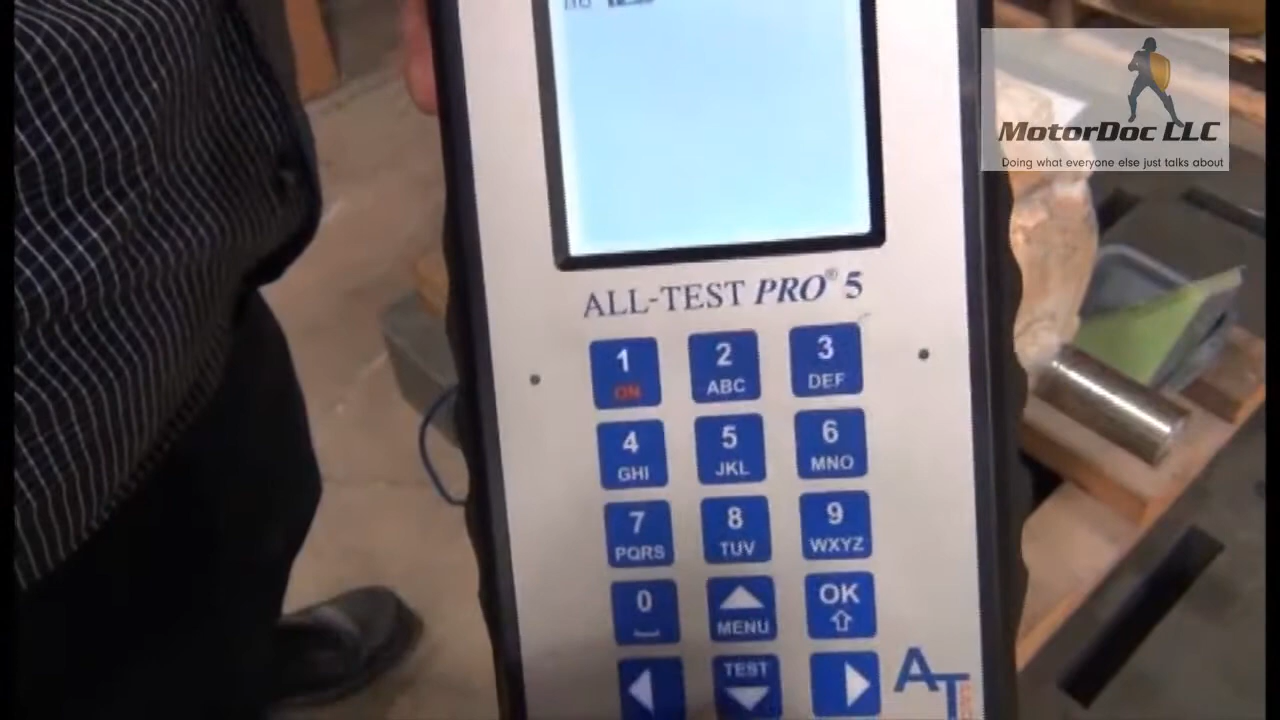 MotorDoc LLC
Doing what everyone else just talks about
ALL-TEST PRO® 5
1 2 3
ON ABC DEF
4 5 6
GHI JKL MNO
7 8 9
PQRS TUV WXYZ
0 OK
MENU
TEST
AT